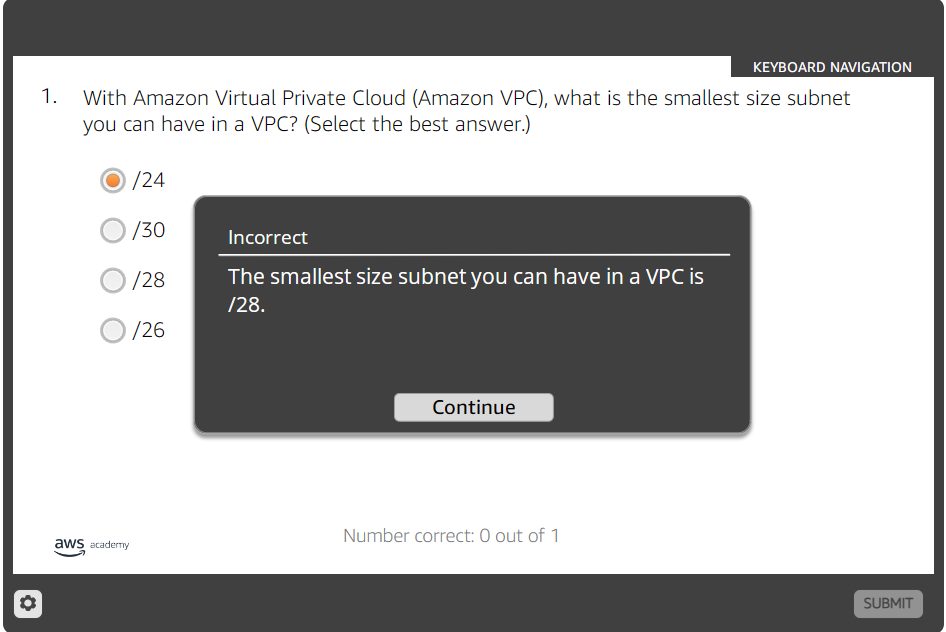 KEYBOARD NAVIGATION
1. With Amazon Virtual Private Cloud (Amazon VPC), what is the smallest size subnet
you can have in a VPC? (Select the best answer.)
/24
/30
/28
/26
Incorrect
The smallest size subnet you can have in a VPC is
/28.
Continue
Number correct: 0 out of 1
aws academy
SUBMIT